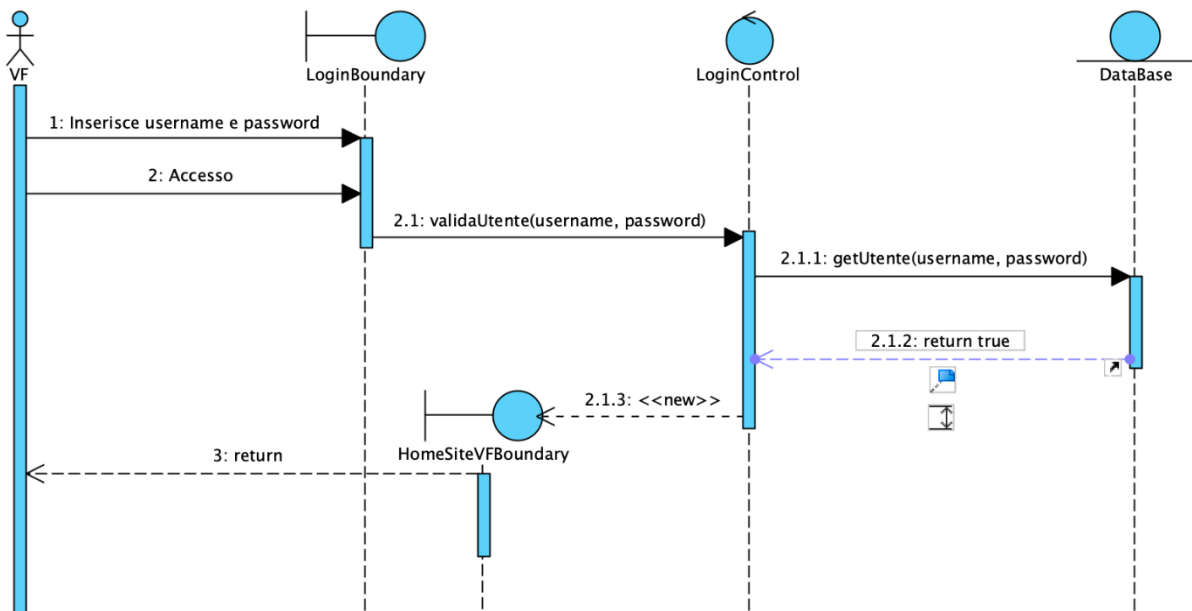 VF
LoginBoundary
LoginControl
DataBase
1: Inserisce username e password
2: Accesso
2.1: validaUtente(username, password)
2.1.1: getUtente(username, password)
2.1.2: return true
2.1.3: <<new>>
HomeSiteVFBoundary
3: return